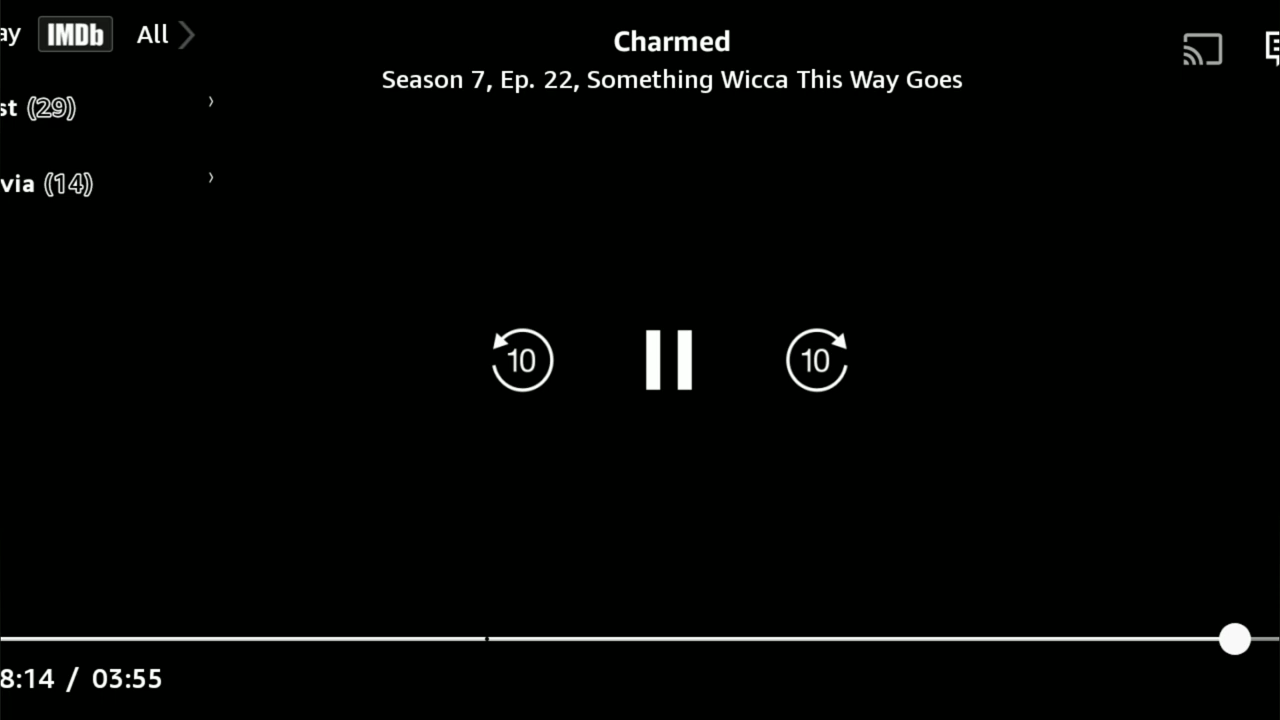 ay IMDb All
Charmed
Season 7, Ep. 22, Something Wicca This Way Goes
st (29)
via (14)
10 10
8:14 / 03:55